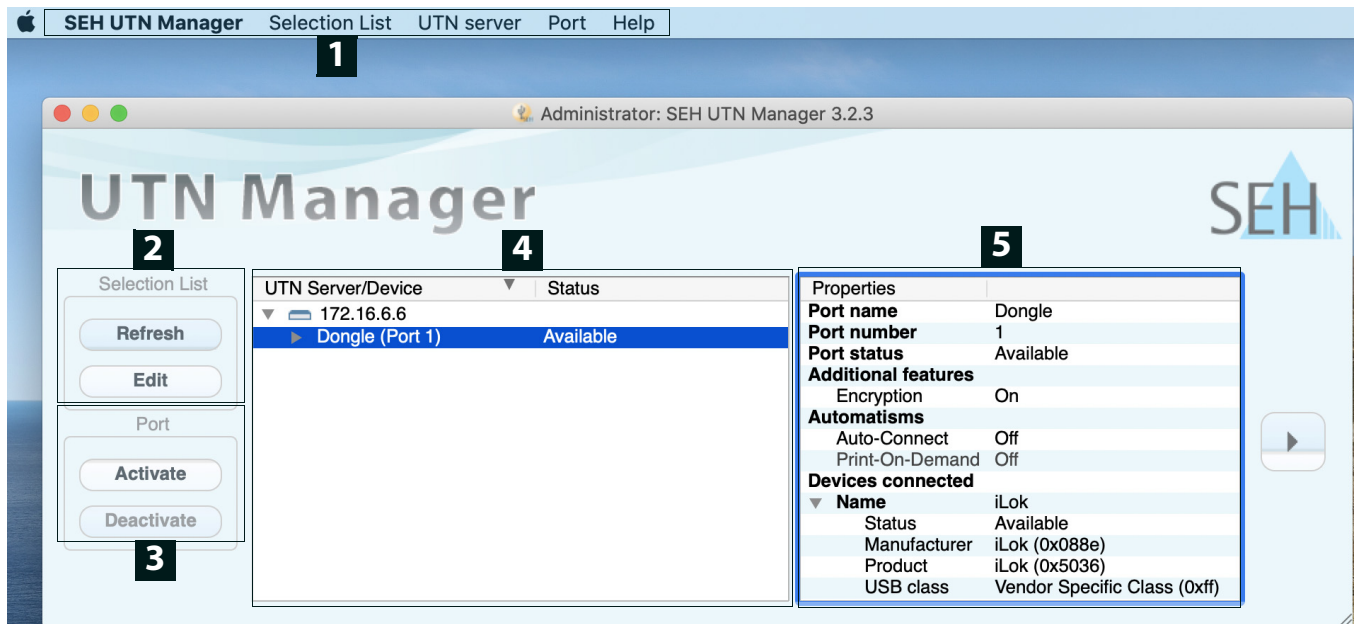 SEH UTN Manager Selection List UTN server Port Help
1
Administrator: SEH UTN Manager 3.2.3
UTN Manager
SEH
2
4
5
Selection List
Refresh
Edit
Port
Activate
Deactivate
3
UTN Server/Device Status
172.16.6.6
Dongle (Port 1) Available
Properties
Port name Dongle
Port number 1
Port status Available
Additional features
Encryption On
Automatisms
Auto-Connect Off
Print-On-Demand Off
Devices connected
Name iLok
Status Available
Manufacturer iLok (0x088e)
Product iLok (0x5036)
USB class Vendor Specific Class (0xff)